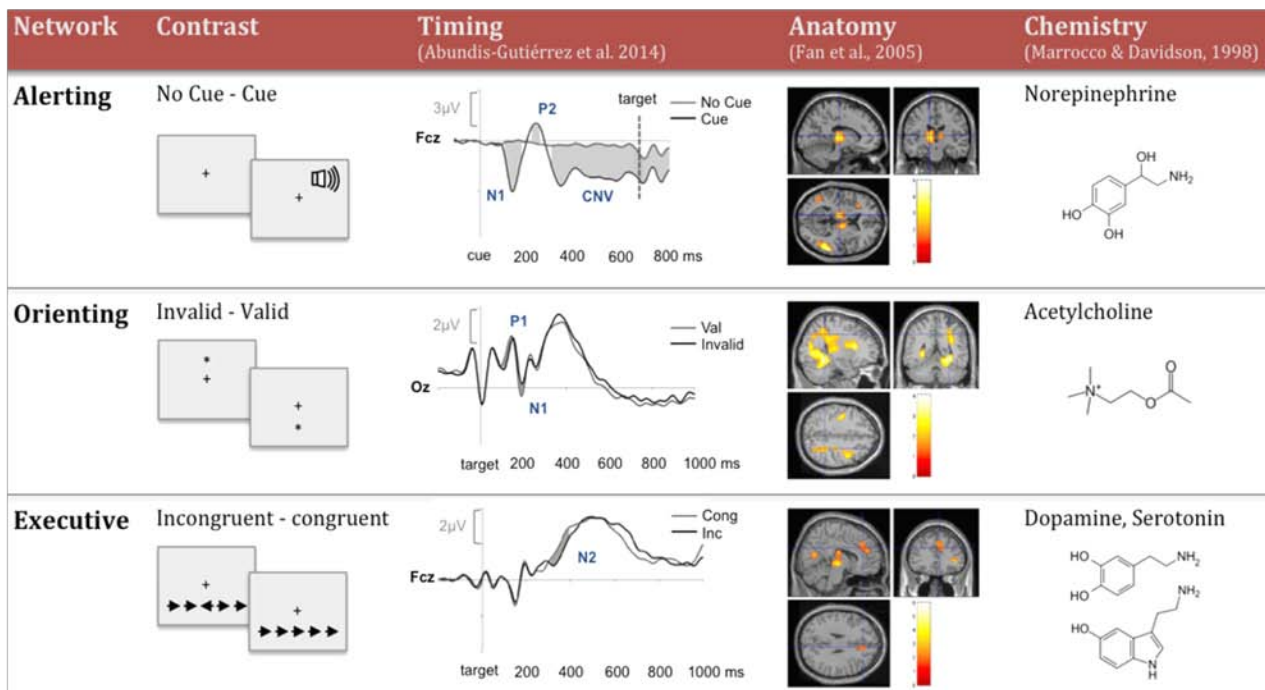 Network Contrast Timing Anatomy Chemistry
(Abundis-Gutiérrez et al. 2014) (Fan et al., 2005) (Marrocco & Davidson, 1998)
Alerting
No Cue - Cue
3µV
P2
target
No Cue
Cue
Fcz
N1
CNV
cue 200 400 600 800 ms
Norepinephrine
OH
NH₂
HO
OH
Orienting
Invalid - Valid
*
+
+
*
2µV
P1
Val
Invalid
Oz
N1
target 200 400 600 800 1000 ms
Acetylcholine
O
N⁺
O
Executive
Incongruent - congruent
2µV
Cong
Inc
N2
Fcz
target 200 400 600 800 1000 ms
Dopamine, Serotonin
HO
NH₂
HO
NH₂
HO
N
H